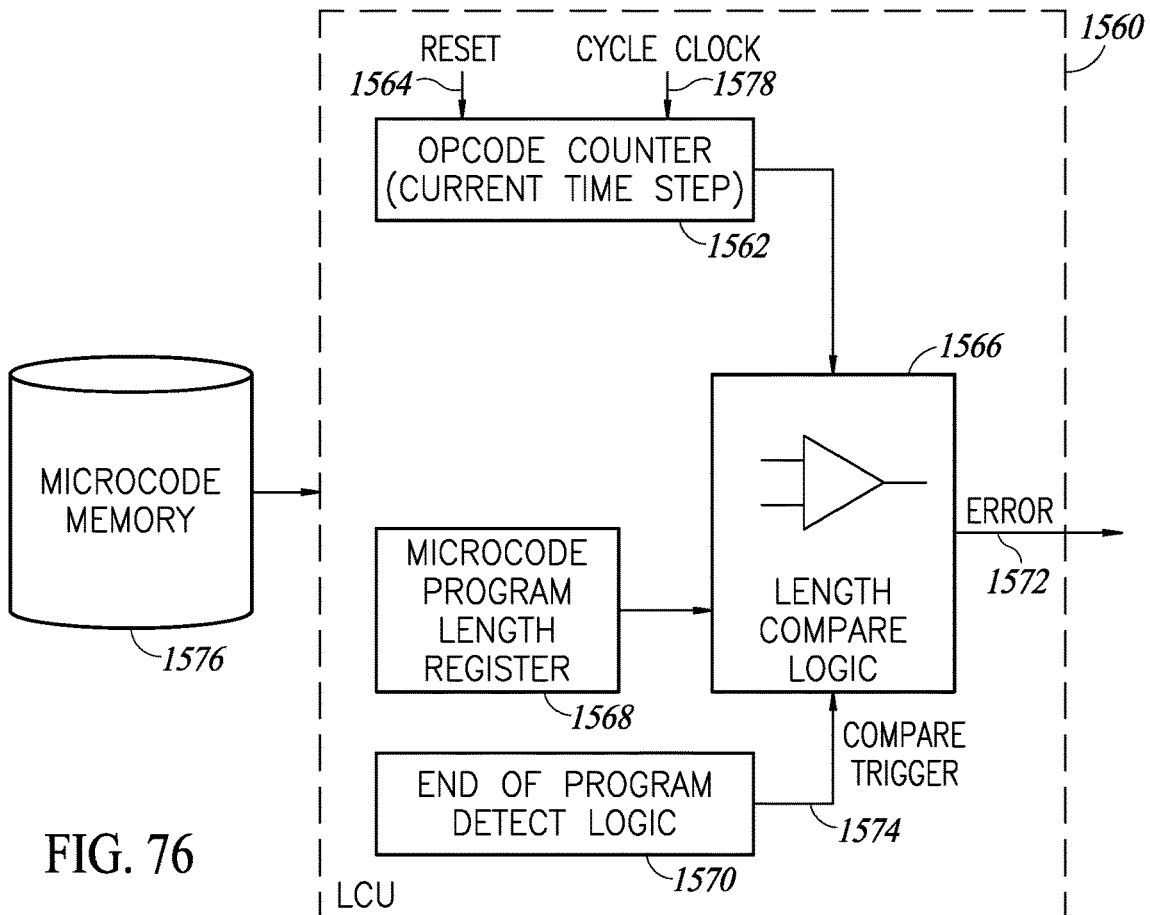 1560
RESET
CYCLE CLOCK
1564
1578
OPCODE COUNTER
(CURRENT TIME STEP)
1562
1566
MICROCODE
MEMORY
1576
MICROCODE
PROGRAM
LENGTH
REGISTER
1568
LENGTH
COMPARE
LOGIC
ERROR
1572
COMPARE
TRIGGER
END OF PROGRAM
DETECT LOGIC
1574
1570
LCU
FIG. 76